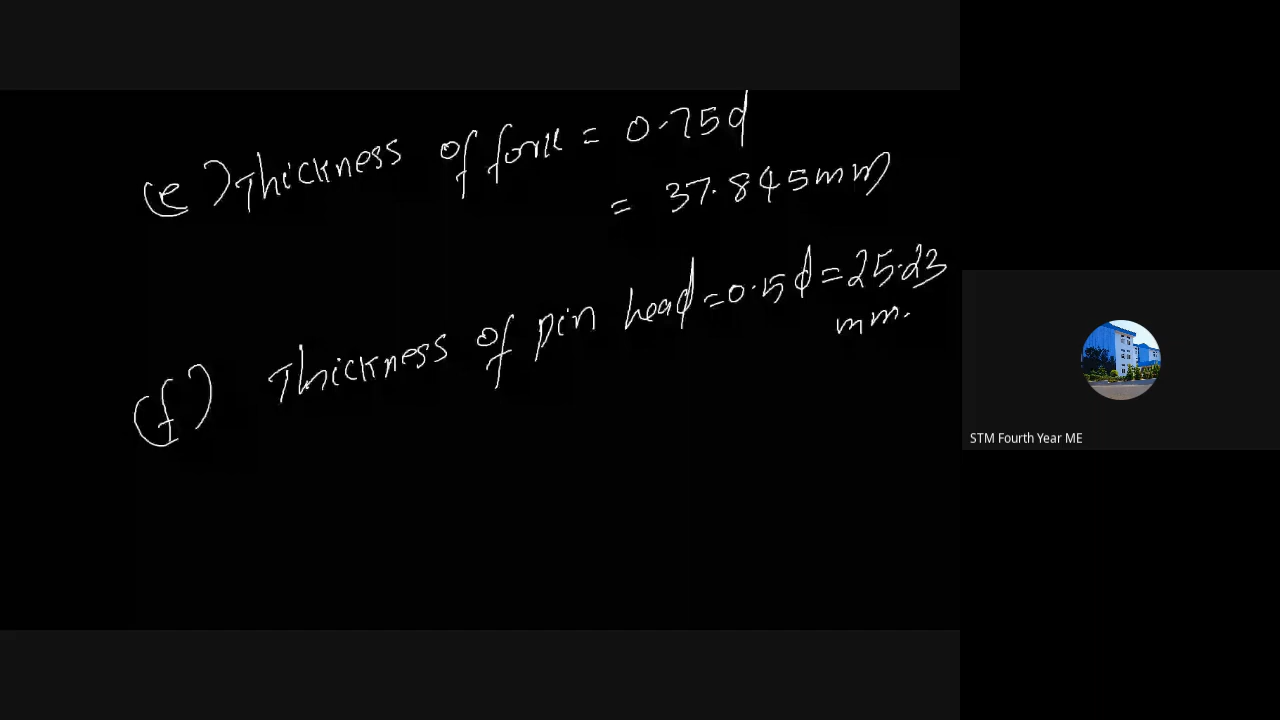 (e) Thickness of fork = 0.75d
= 37.845mm
(f) Thickness of pin head = 0.5d = 25.23
mm.
STM Fourth Year ME